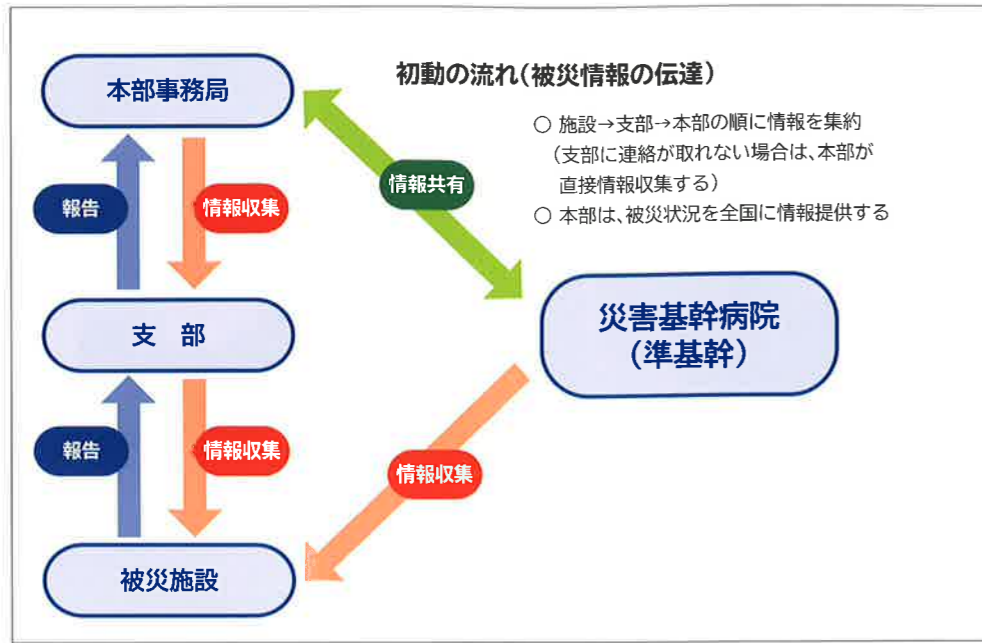 初動の流れ(被災情報の伝達)
○ 施設→支部→本部の順に情報を集約
(支部に連絡が取れない場合は、本部が
直接情報収集する)
○ 本部は、被災状況を全国に情報提供する
本部事務局
情報共有
報告
情報収集
支 部
災害基幹病院
(準基幹)
報告
情報収集
情報収集
被災施設